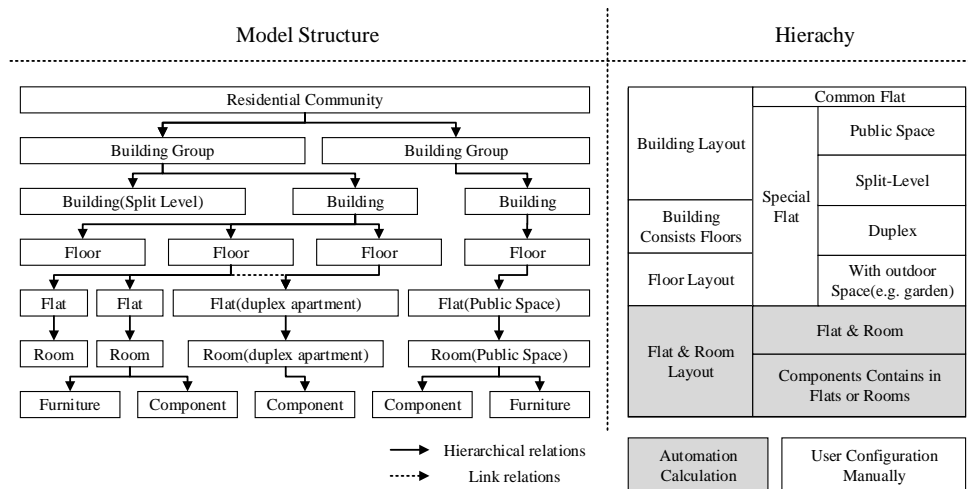 Model Structure
Hierachy
Residential Community
Building Group
Building Group
Building(Split Level)
Building
Building
Floor
Floor
Floor
Floor
Flat
Flat
Flat(duplex apartment)
Flat(Public Space)
Room
Room
Room(duplex apartment)
Room(Public Space)
Furniture
Component
Component
Component
Furniture
Hierarchical relations
Link relations
Building Layout
Building
Consists Floors
Floor Layout
Flat & Room
Layout
Common Flat
Special
Flat
Public Space
Split-Level
Duplex
With outdoor
Space(e.g. garden)
Flat & Room
Components Contains in
Flats or Rooms
Automation
Calculation
User Configuration
Manually